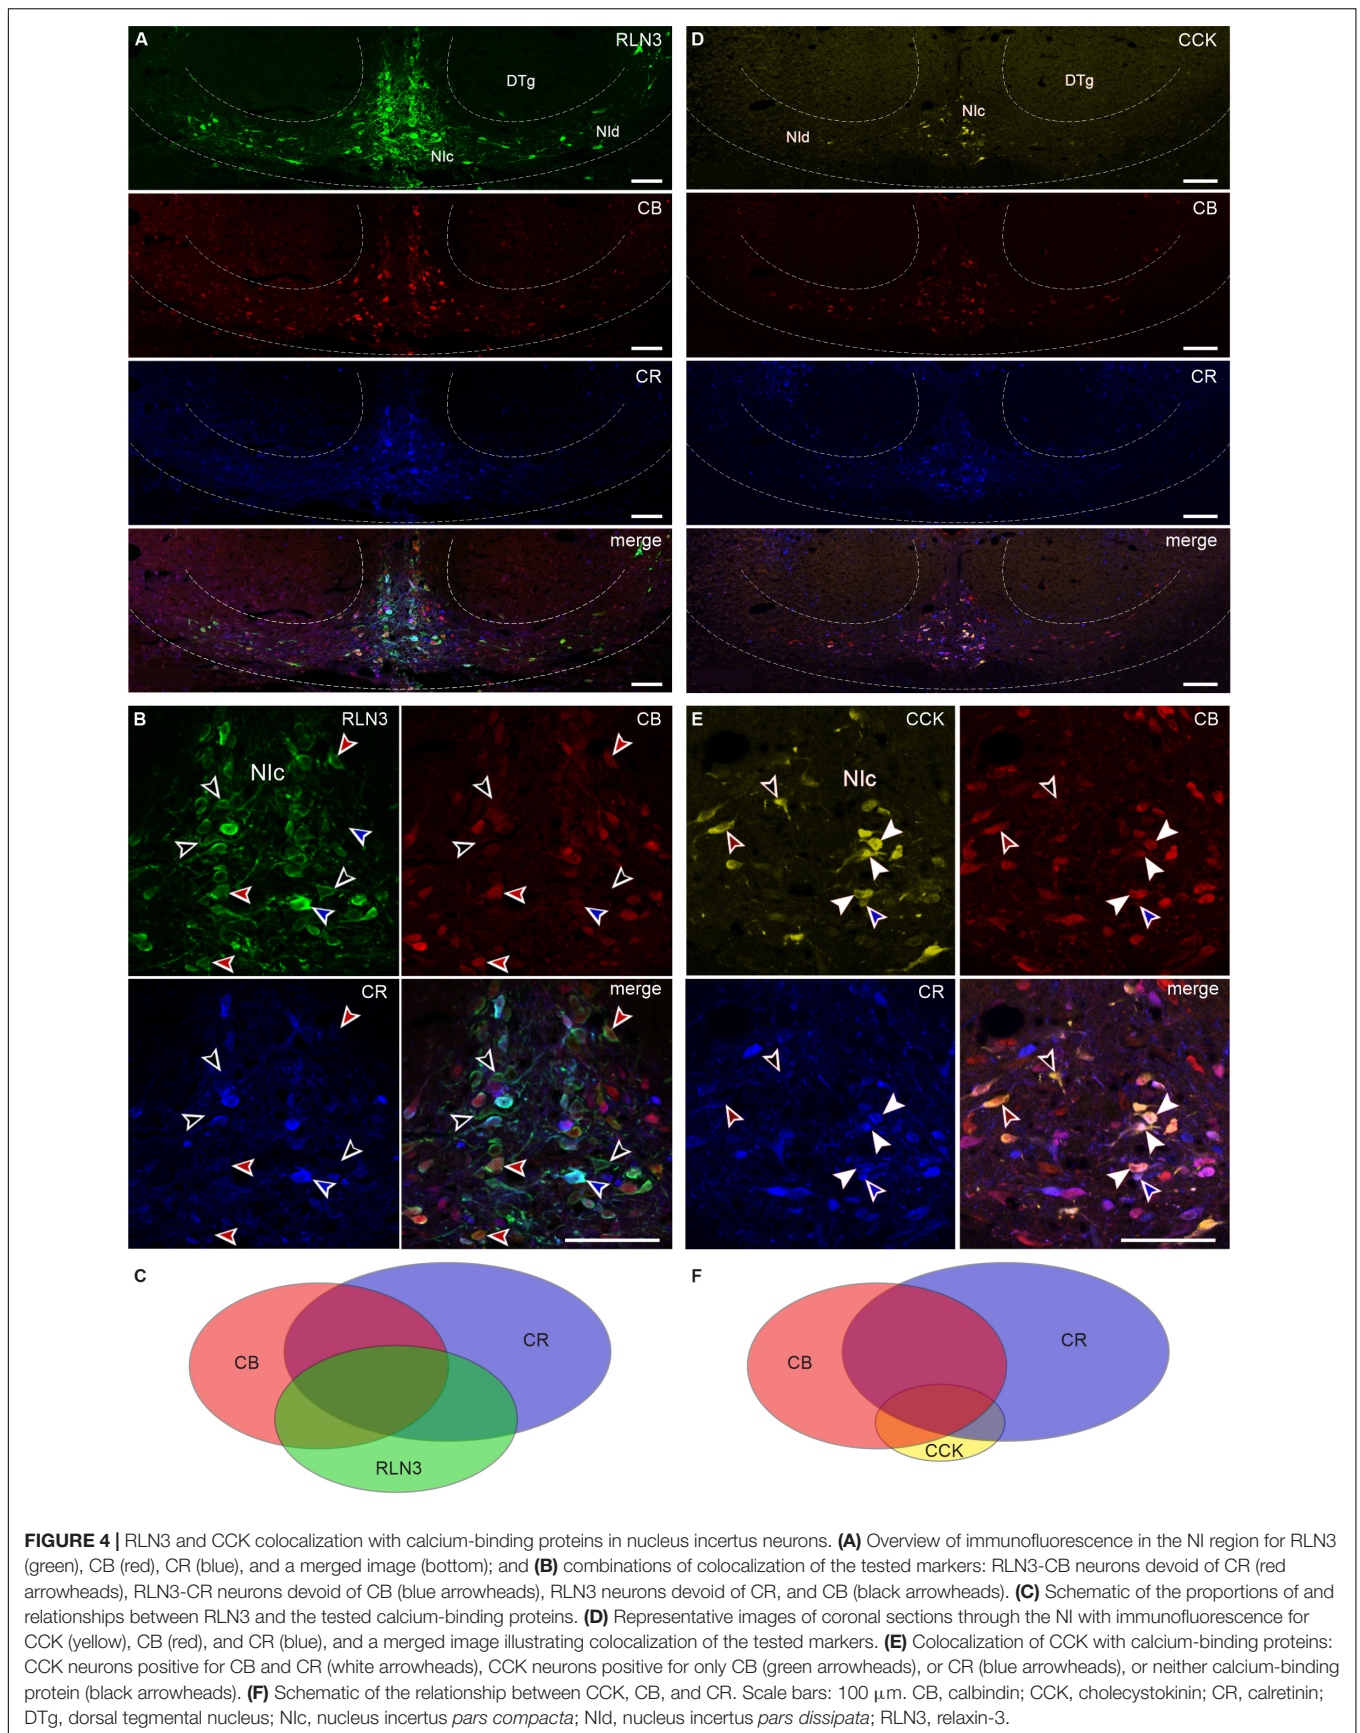 A
RLN3
DTg
NId
NIc
CB
CR
merge
D
CCK
DTg
NIc
NId
CB
CR
merge
B
RLN3
NIc
CB
CR
merge
E
CCK
NIc
CB
CR
merge
C
CB
CR
RLN3
F
CB
CR
CCK
FIGURE 4 | RLN3 and CCK colocalization with calcium-binding proteins in nucleus incertus neurons. (A) Overview of immunofluorescence in the NI region for RLN3
(green), CB (red), CR (blue), and a merged image (bottom); and (B) combinations of colocalization of the tested markers: RLN3-CB neurons devoid of CR (red
arrowheads), RLN3-CR neurons devoid of CB (blue arrowheads), RLN3 neurons devoid of CR, and CB (black arrowheads). (C) Schematic of the proportions of and
relationships between RLN3 and the tested calcium-binding proteins. (D) Representative images of coronal sections through the NI with immunofluorescence for
CCK (yellow), CB (red), and CR (blue), and a merged image illustrating colocalization of the tested markers. (E) Colocalization of CCK with calcium-binding proteins:
CCK neurons positive for CB and CR (white arrowheads), CCK neurons positive for only CB (green arrowheads), or CR (blue arrowheads), or neither calcium-binding
protein (black arrowheads). (F) Schematic of the relationship between CCK, CB, and CR. Scale bars: 100 μm. CB, calbindin; CCK, cholecystokinin; CR, calretinin;
DTg, dorsal tegmental nucleus; NIc, nucleus incertus pars compacta; NId, nucleus incertus pars dissipata; RLN3, relaxin-3.